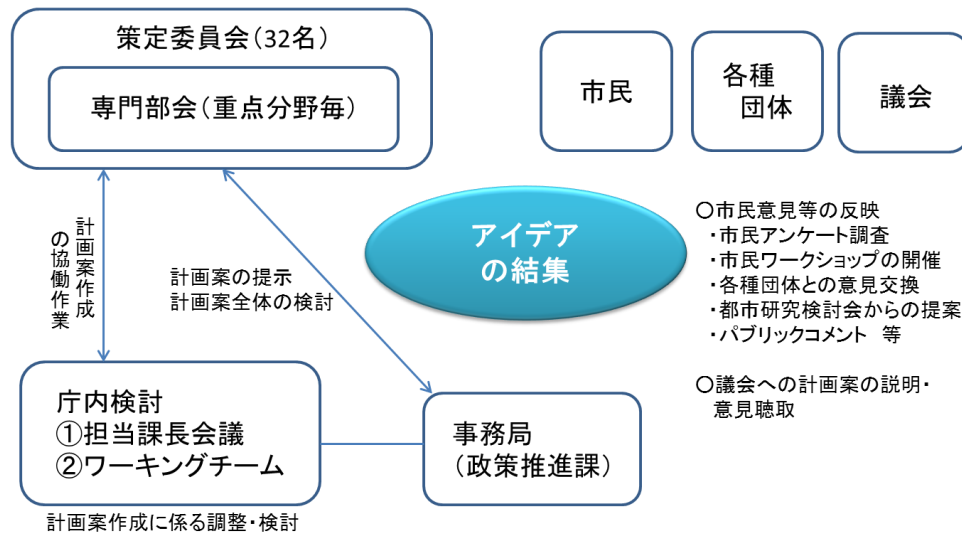 策定委員会（32名）
専門部会（重点分野毎）
市民
各種
団体
議会
計画案作成
の協働作業
計画案の提示
計画案全体の検討
アイデア
の結集
〇市民意見等の反映
・市民アンケート調査
・市民ワークショップの開催
・各種団体との意見交換
・都市研究検討会からの提案
・パブリックコメント　等
〇議会への計画案の説明・
意見聴取
庁内検討
①担当課長会議
②ワーキングチーム
事務局
（政策推進課）
計画案作成に係る調整・検討